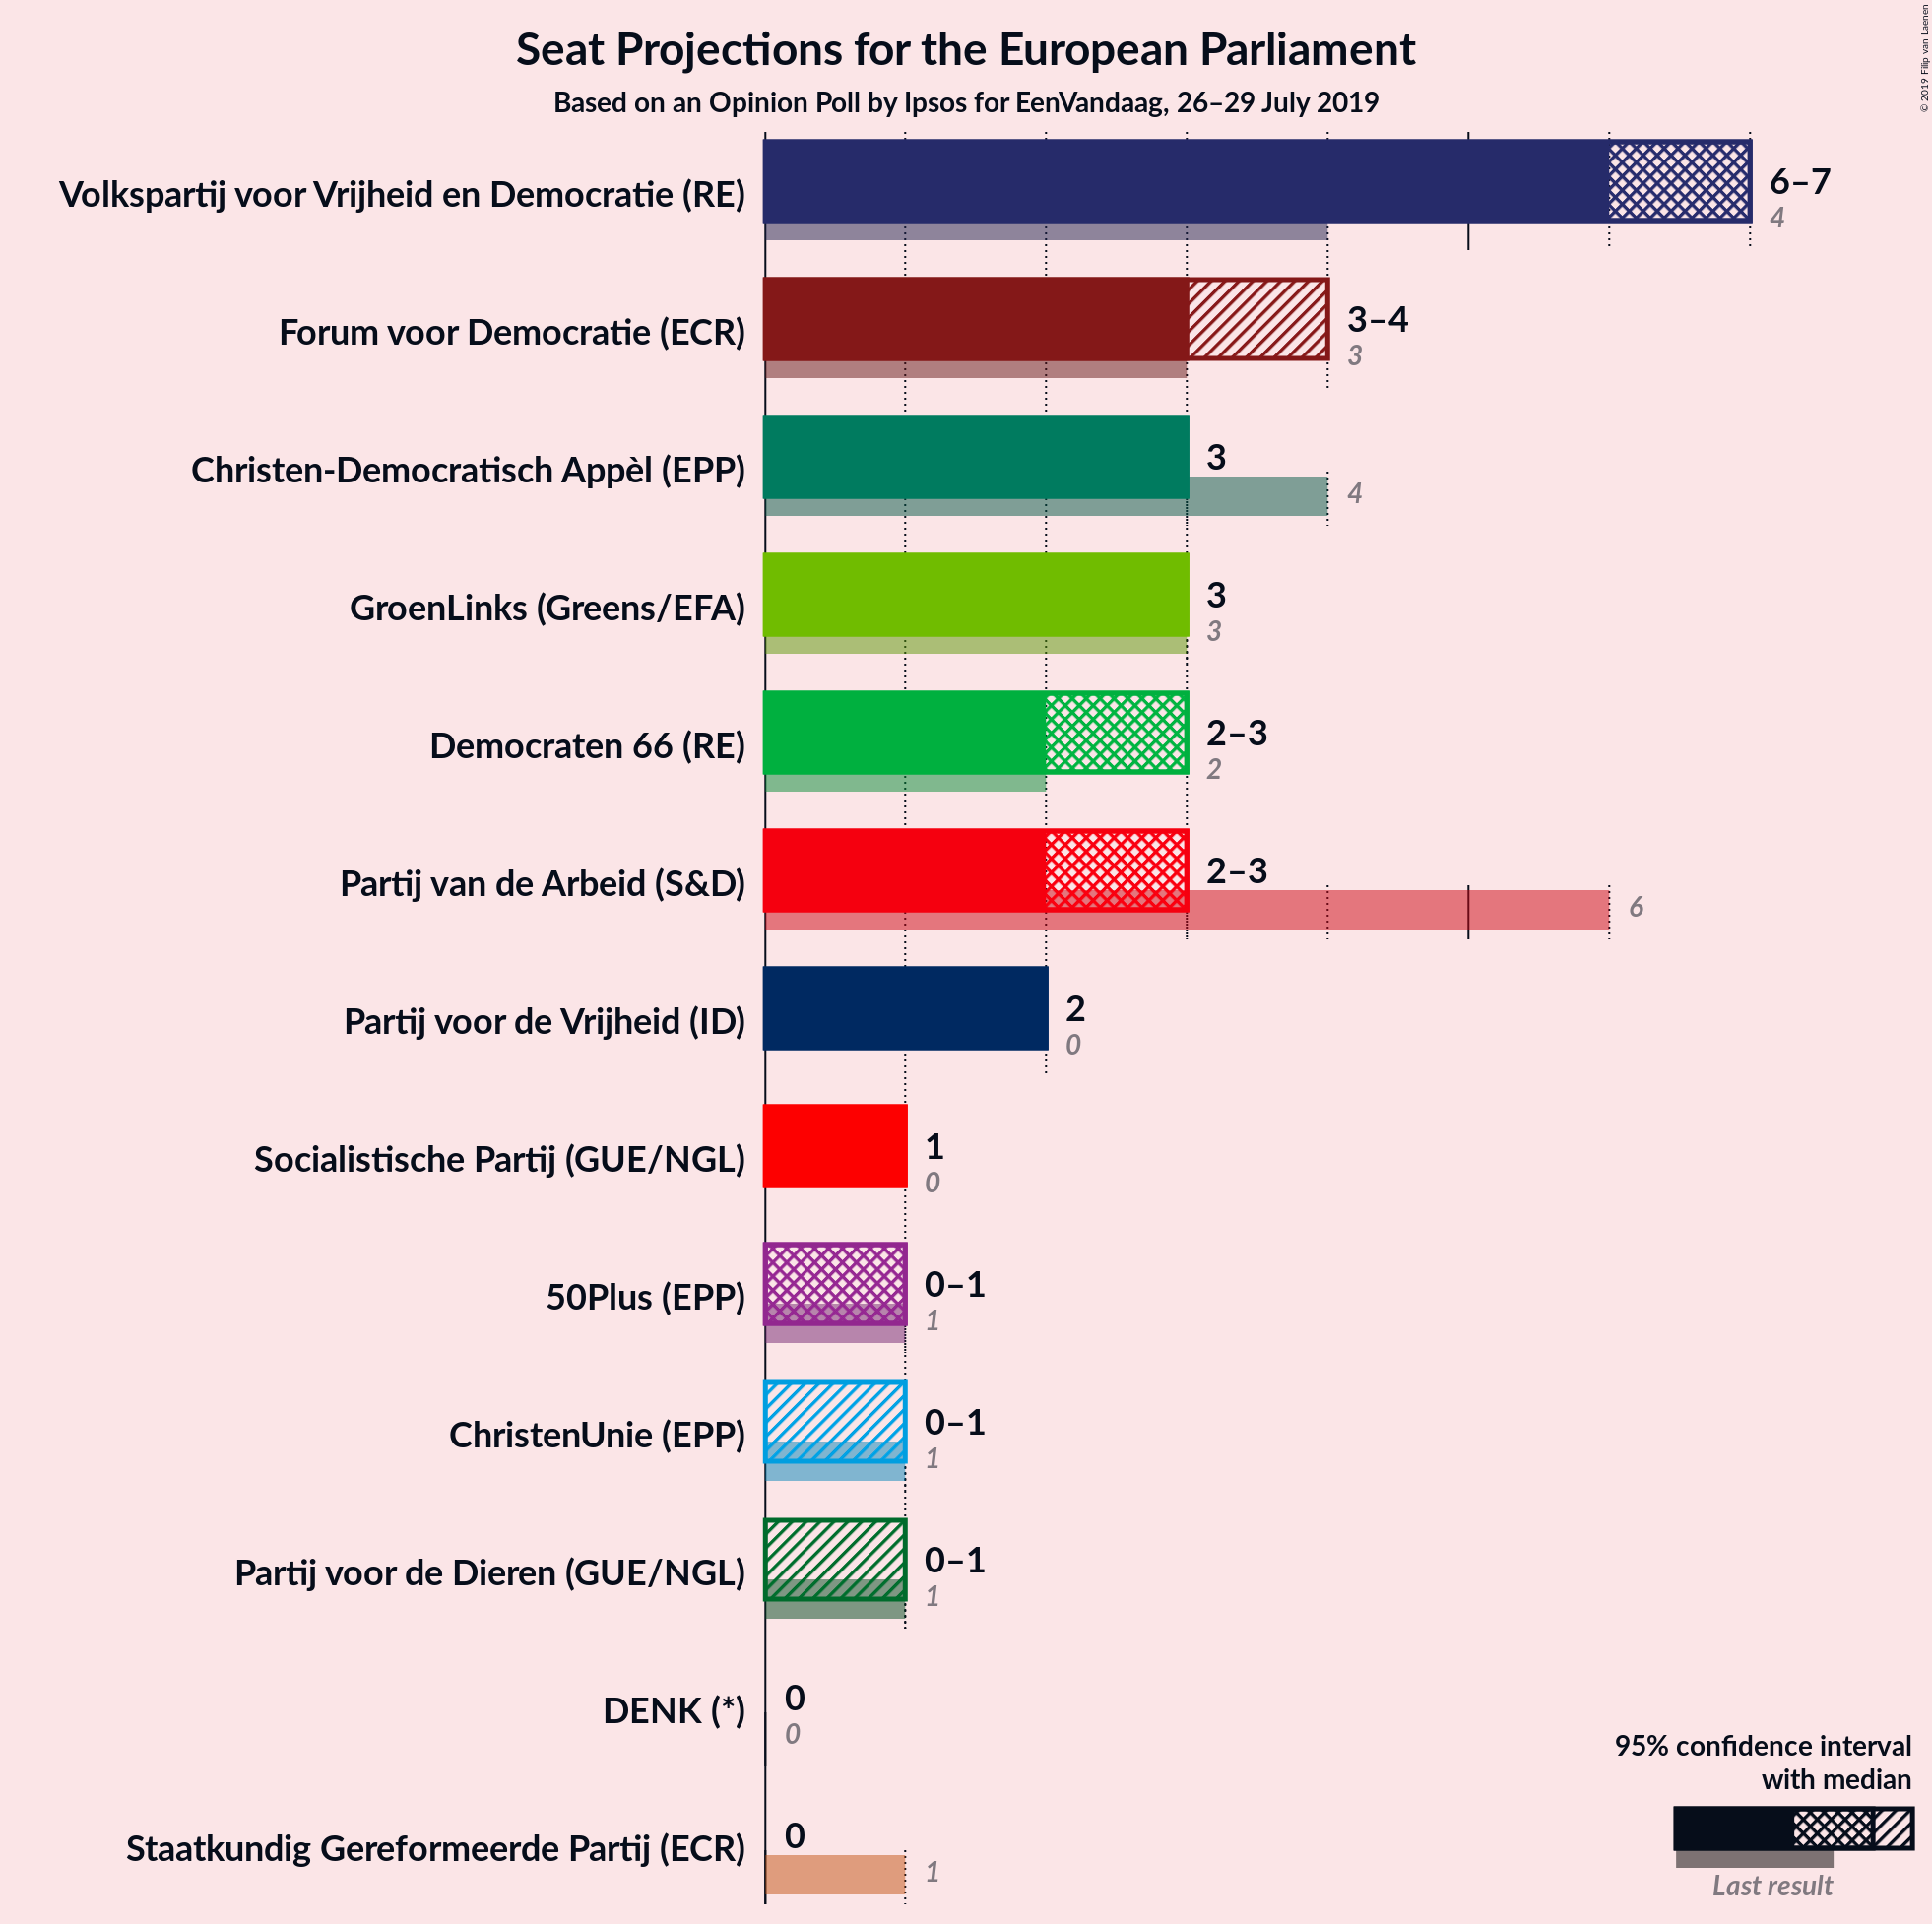 Seat Projections for the European Parliament
Based on an Opinion Poll by Ipsos for EenVandaag, 26–29 July 2019
© 2019 Filip van Laenen
Volkspartij voor Vrijheid en Democratie (RE)
6–7
4
Forum voor Democratie (ECR)
3–4
3
Christen-Democratisch Appèl (EPP)
3
4
GroenLinks (Greens/EFA)
3
3
Democraten 66 (RE)
2–3
2
Partij van de Arbeid (S&D)
2–3
6
Partij voor de Vrijheid (ID)
2
0
Socialistische Partij (GUE/NGL)
1
0
50Plus (EPP)
0–1
1
ChristenUnie (EPP)
0–1
1
Partij voor de Dieren (GUE/NGL)
0–1
1
DENK (*)
0
0
Staatkundig Gereformeerde Partij (ECR)
0
1
95% confidence interval
with median
Last result